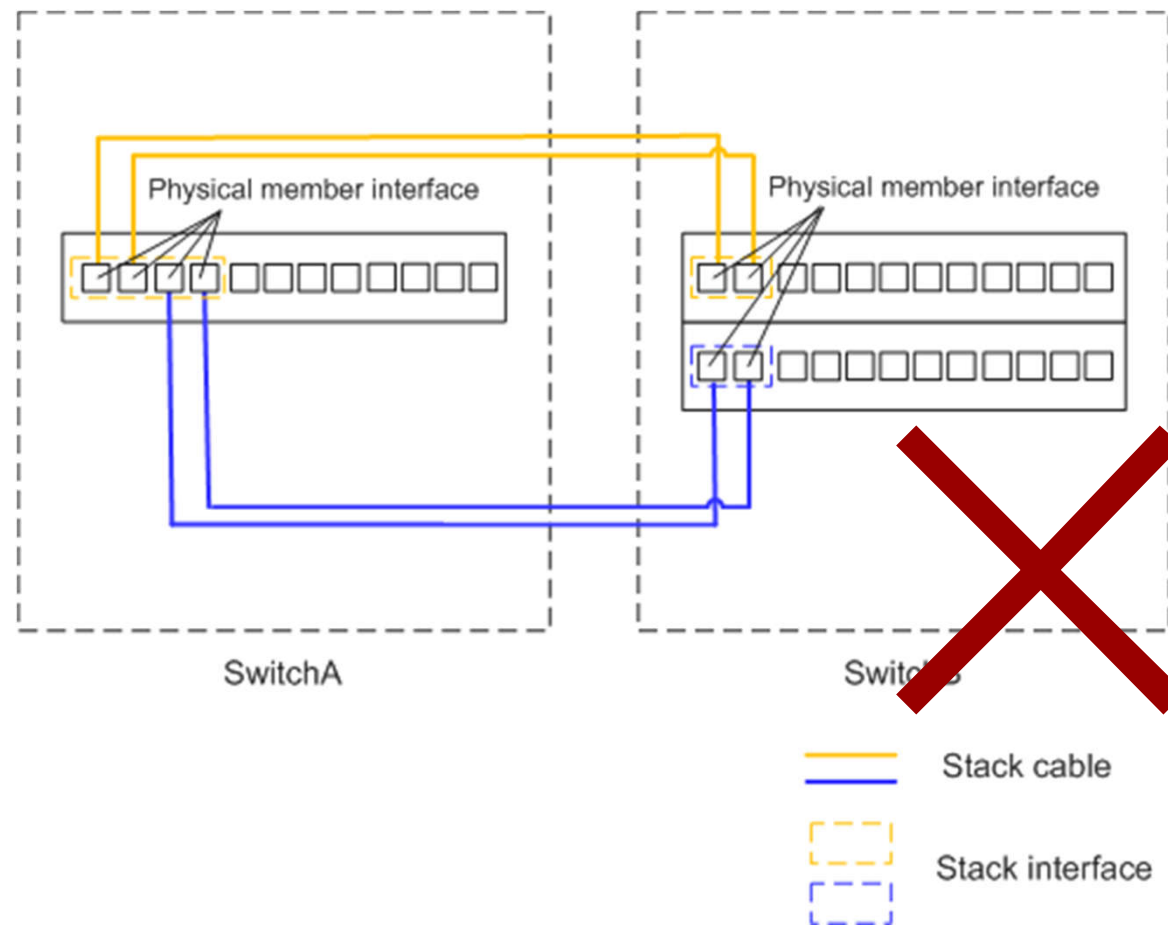 Physical member interface
Physical member interface
SwitchA
Stack cable
Stack interface